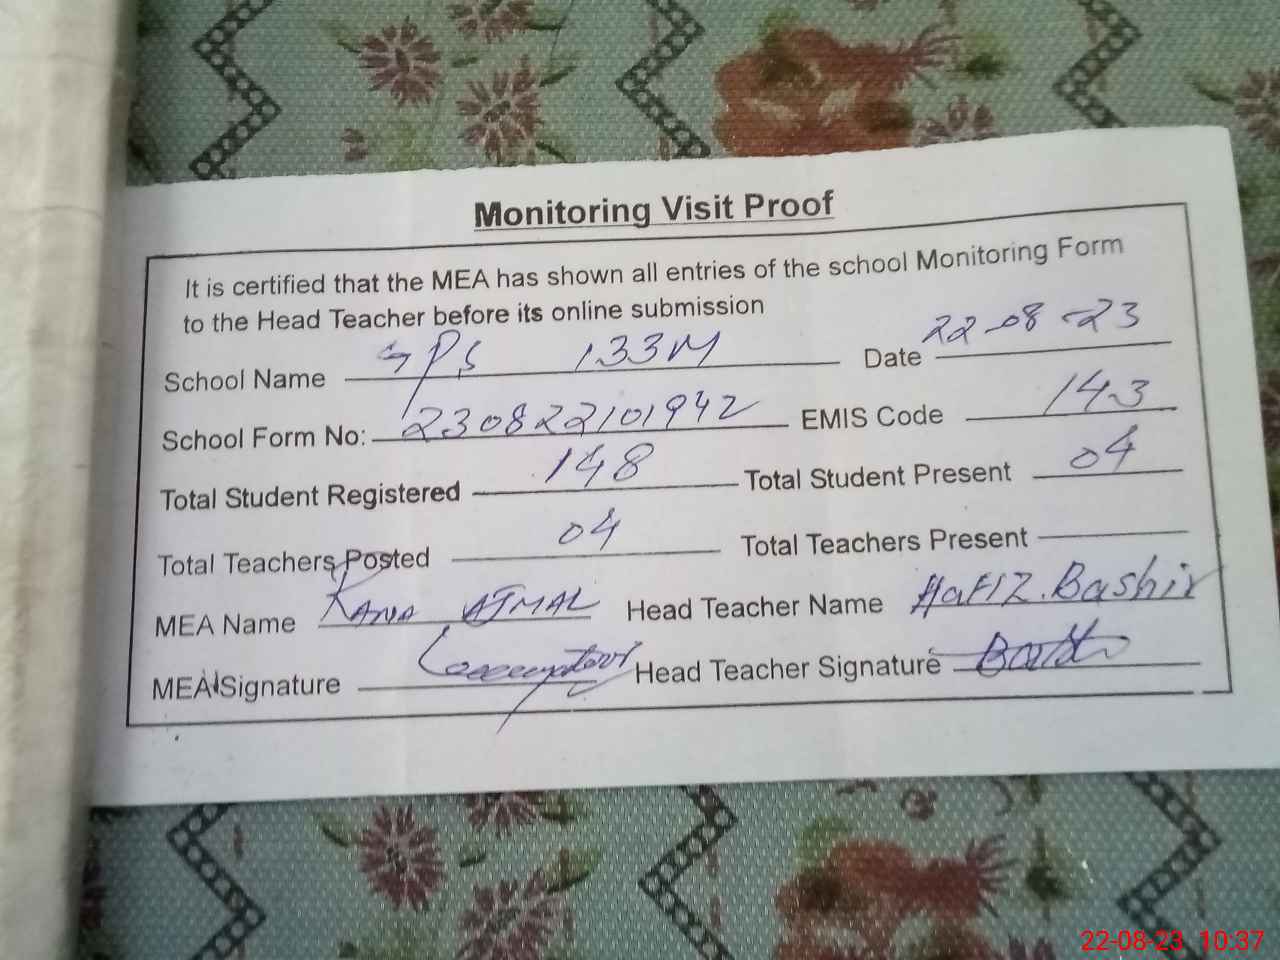 Monitoring Visit Proof
It is certified that the MEA has shown all entries of the school Monitoring Form
to the Head Teacher before its online submission
School Name GPS 133M Date 22-08-23
School Form No: 230822101942 EMIS Code 143
Total Student Registered 148 Total Student Present 04
Total Teachers Posted 04 Total Teachers Present
MEA Name RANA AJMAL Head Teacher Name HaFIZ.Bashir
MEA Signature Head Teacher Signature
22-08-23 10:37